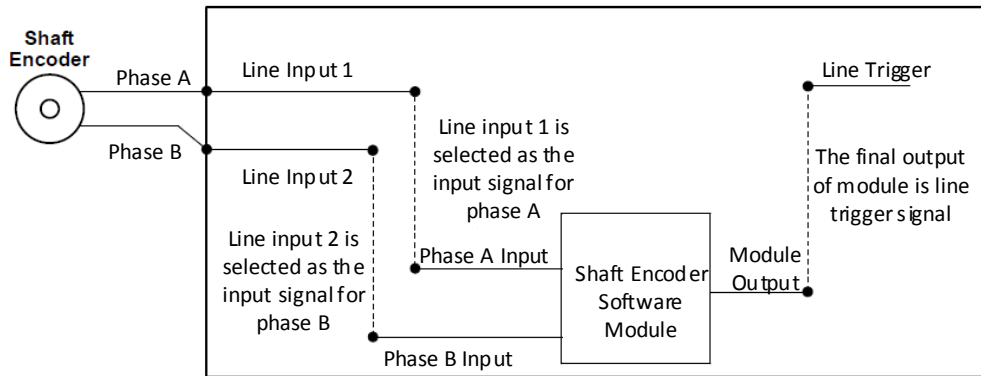 Shaft
Encoder
Phase A
Line Input 1
Line Trigger
Phase B
Line Input 2
Line input 1 is
selected as the
input signal for
phase A
The final output
of module is line
trigger signal
Line input 2 is
selected as the
input signal for
phase B
Phase A Input
Shaft Encoder
Software
Module
Module
Output
Phase B Input